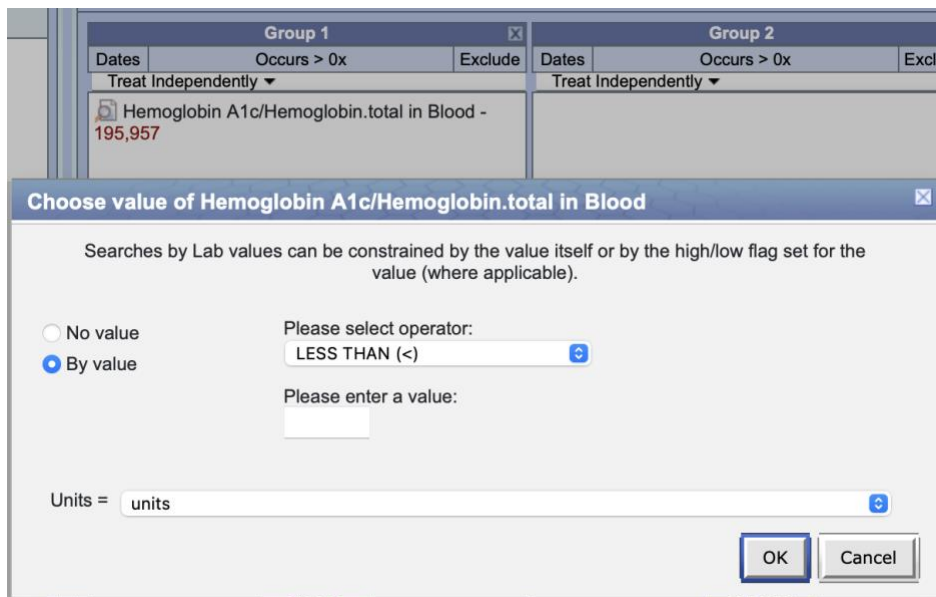 Group 1
Group 2
Dates Occurs > 0x Exclude
Dates Occurs > 0x Excl
Treat Independently
Treat Independently
Hemoglobin A1c/Hemoglobin.total in Blood -
195,957
Choose value of Hemoglobin A1c/Hemoglobin.total in Blood
Searches by Lab values can be constrained by the value itself or by the high/low flag set for the
value (where applicable).
No value
By value
Please select operator:
LESS THAN (<)
Please enter a value:
Units = units
OK Cancel